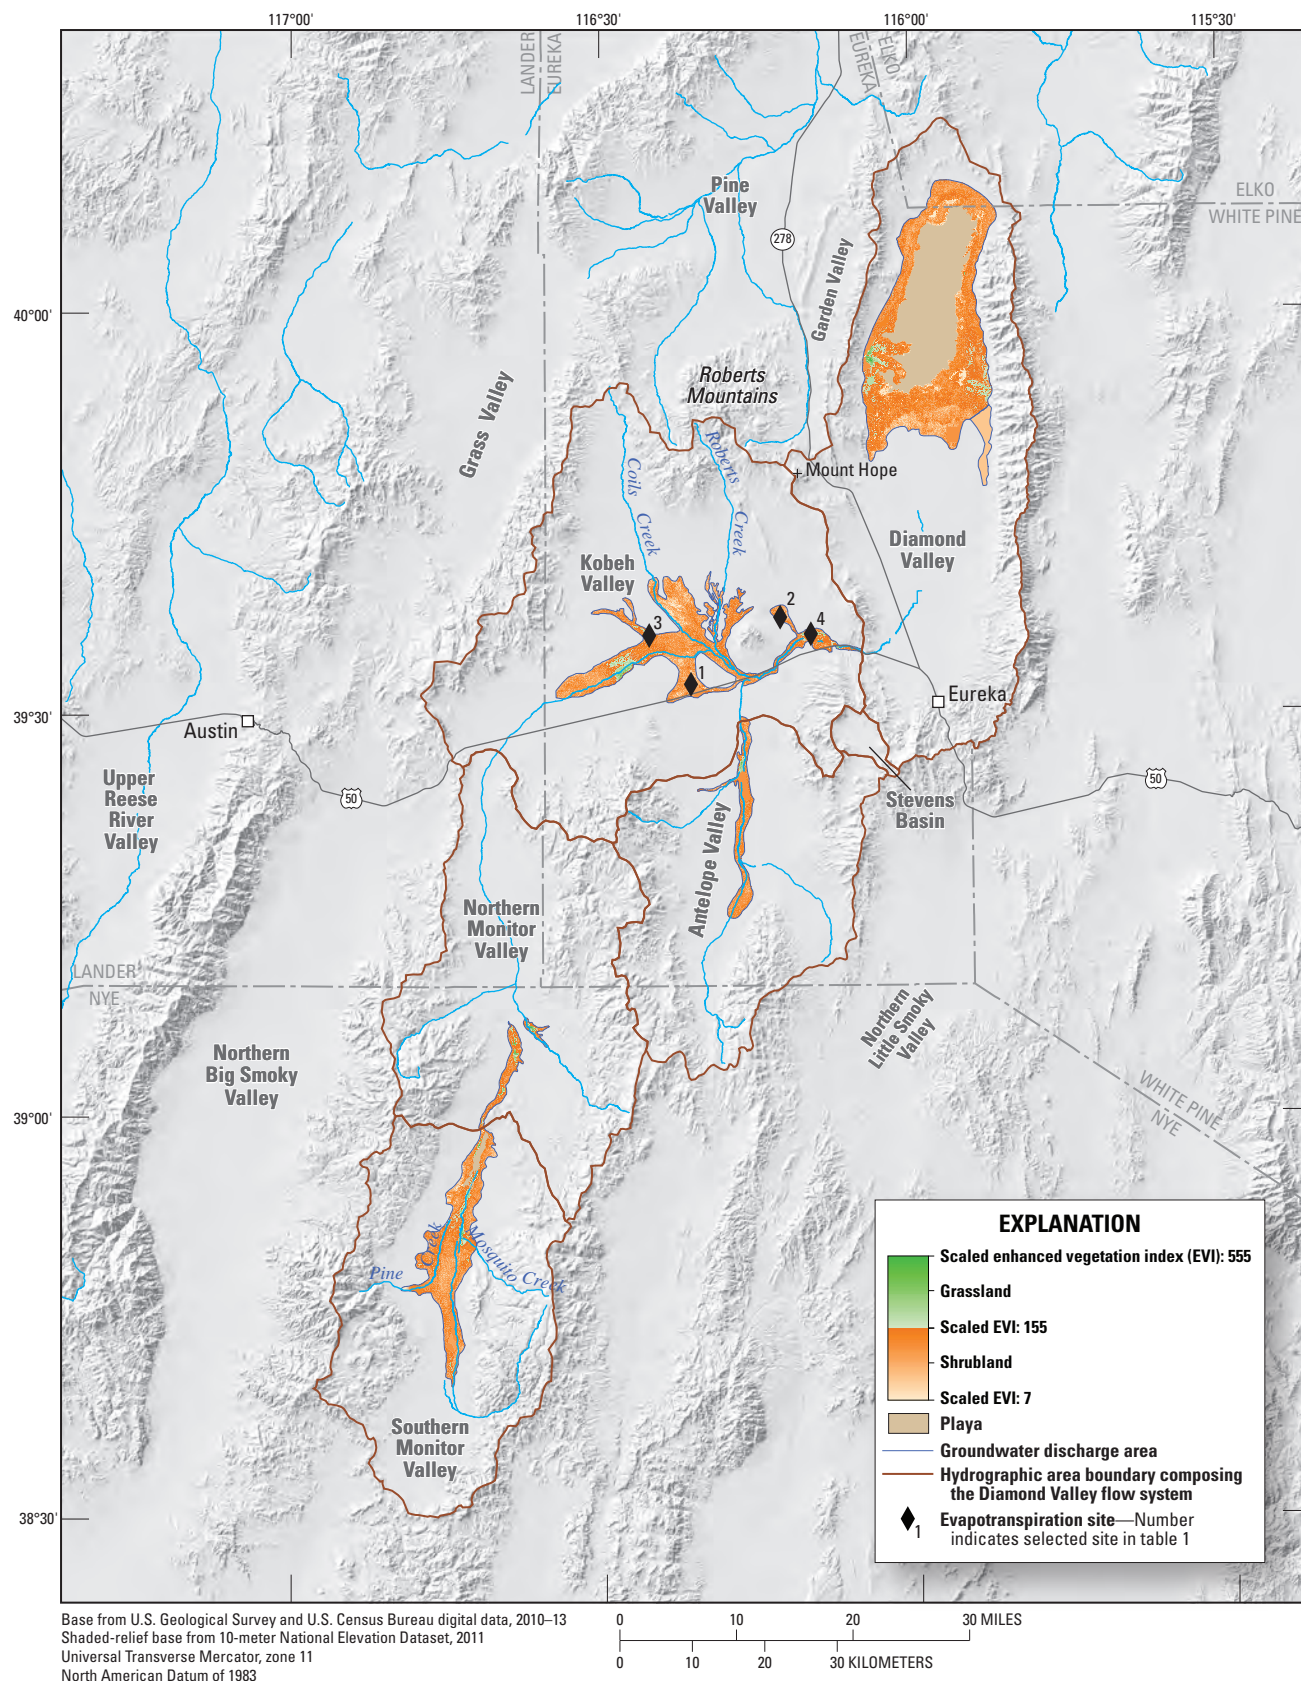 117°00'
116°30'
116°00'
115°30'
LANDER
EUREKA
ELKO
EUREKA
Pine
Valley
ELKO
WHITE PINE
278
Garden Valley
40°00'
Roberts
Mountains
Grass Valley
Roberts
Creek
Coils
Creek
Mount Hope
Diamond
Valley
Kobeh
Valley
2
3
4
1
Eureka
39°30'
Austin
Upper
Reese
River
Valley
50
50
Stevens
Basin
Antelope Valley
Northern
Monitor
Valley
LANDER
NYE
Northern
Little Smoky
Valley
Northern
Big Smoky
Valley
WHITE PINE
NYE
39°00'
Pine
Creek
Mosquito Creek
Southern
Monitor
Valley
38°30'
EXPLANATION
Scaled enhanced vegetation index (EVI): 555
Grassland
Scaled EVI: 155
Shrubland
Scaled EVI: 7
Playa
Groundwater discharge area
Hydrographic area boundary composing
the Diamond Valley flow system
1
Evapotranspiration site—Number
indicates selected site in table 1
Base from U.S. Geological Survey and U.S. Census Bureau digital data, 2010–13
Shaded-relief base from 10-meter National Elevation Dataset, 2011
Universal Transverse Mercator, zone 11
North American Datum of 1983
0 10 20 30 MILES
0 10 20 30 KILOMETERS